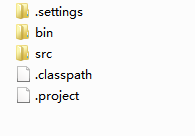 .settings
bin
src
.classpath
.project